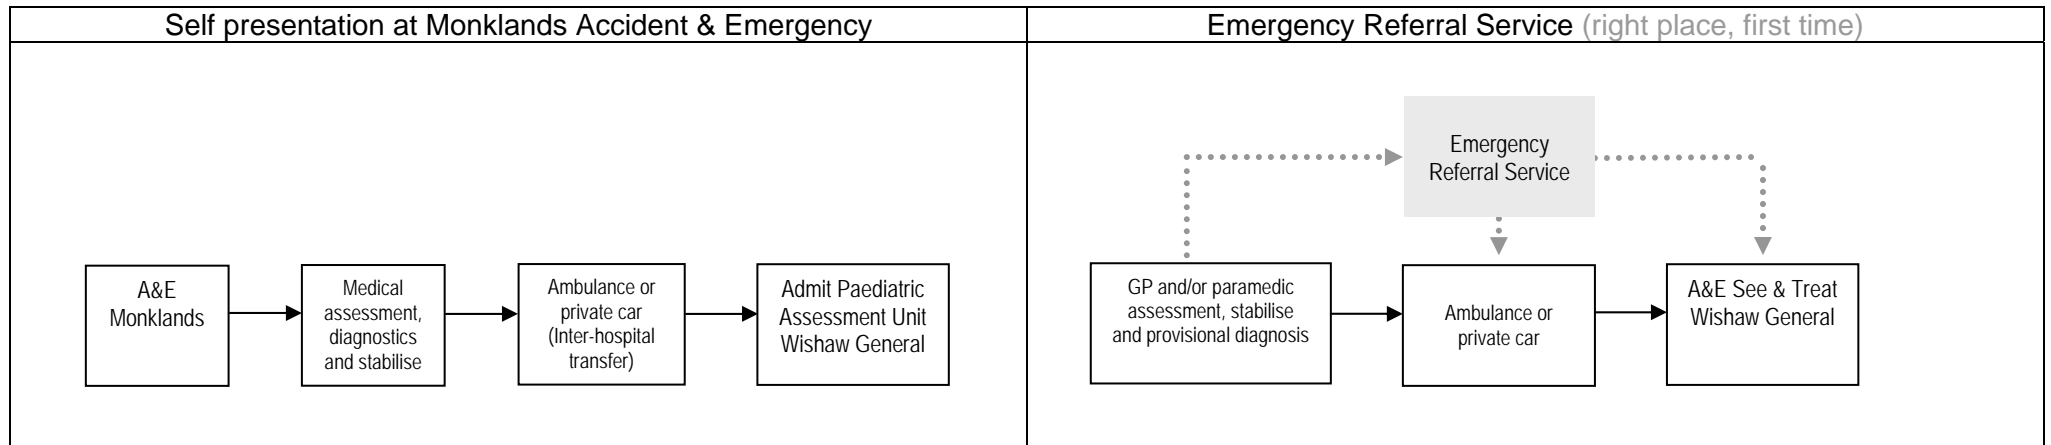 Self presentation at Monklands Accident & Emergency
Emergency Referral Service (right place, first time)
A&E
Monklands
Medical
assessment,
diagnostics
and stabilise
Ambulance or
private car
(Inter-hospital
transfer)
Admit Paediatric
Assessment Unit
Wishaw General
Emergency
Referral Service
GP and/or paramedic
assessment, stabilise
and provisional diagnosis
Ambulance or
private car
A&E See & Treat
Wishaw General